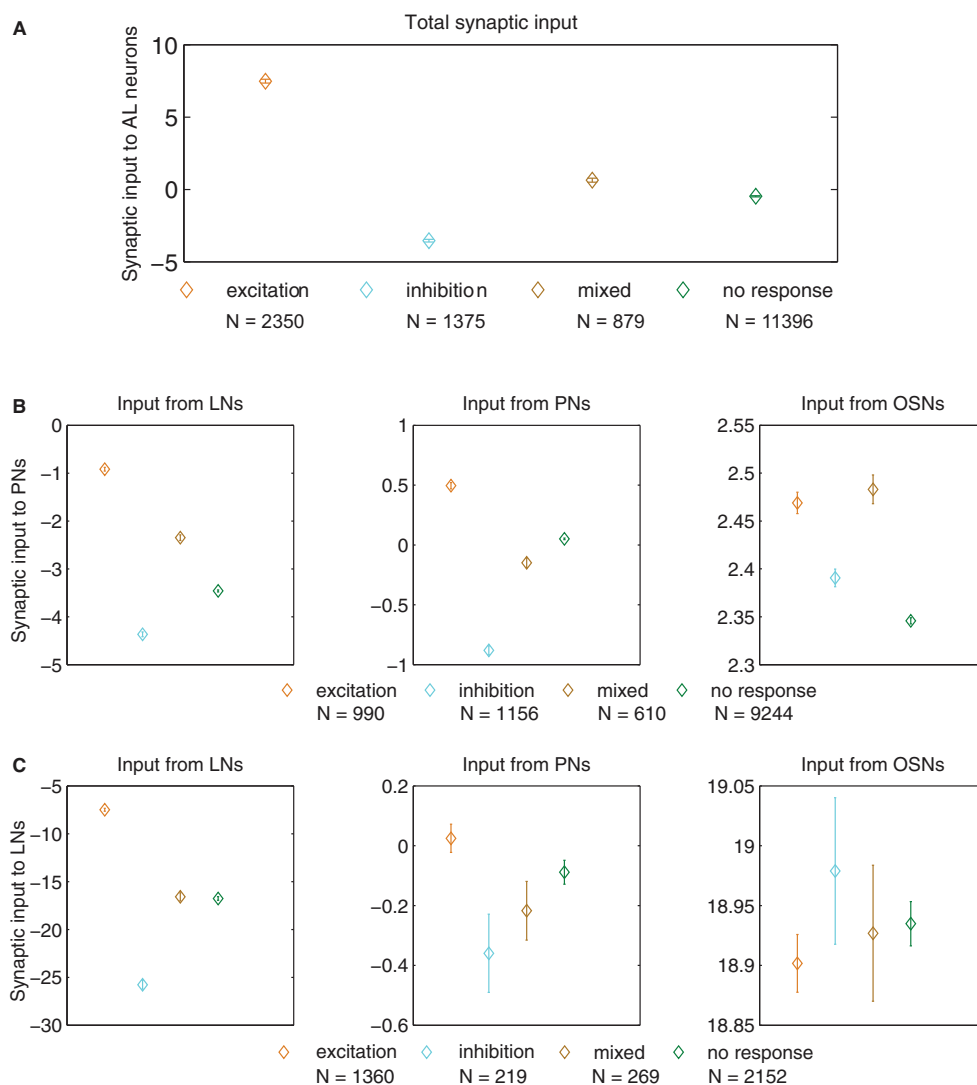 A
Total synaptic input
Synaptic input to AL neurons
10
5
0
−5
excitation inhibition mixed no response
N = 2350 N = 1375 N = 879 N = 11396
B
Input from LNs Input from PNs Input from OSNs
Synaptic input to PNs
0
−1
−2
−3
−4
−5
1
0.5
0
−0.5
−1
2.55
2.5
2.45
2.4
2.35
2.3
excitation inhibition mixed no response
N = 990 N = 1156 N = 610 N = 9244
C
Input from LNs Input from PNs Input from OSNs
Synaptic input to LNs
−5
−10
−15
−20
−25
−30
0.2
0
−0.2
−0.4
−0.6
19.05
19
18.95
18.9
18.85
excitation inhibition mixed no response
N = 1360 N = 219 N = 269 N = 2152